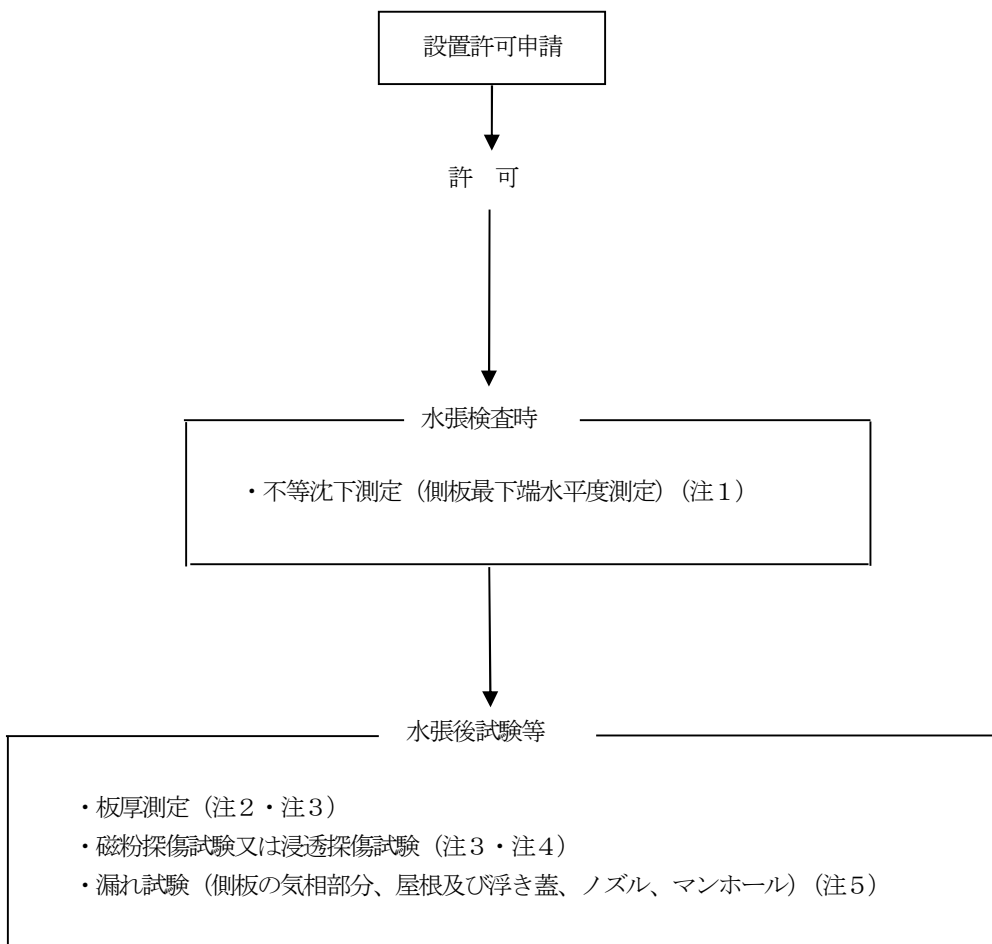 設置許可申請
許　可
水張検査時
・不等沈下測定（側板最下端水平度測定）（注１）
水張後試験等
・板厚測定（注２・注３）
・磁粉探傷試験又は浸透探傷試験（注３・注４）
・漏れ試験（側板の気相部分、屋根及び浮き蓋、ノズル、マンホール）（注５）